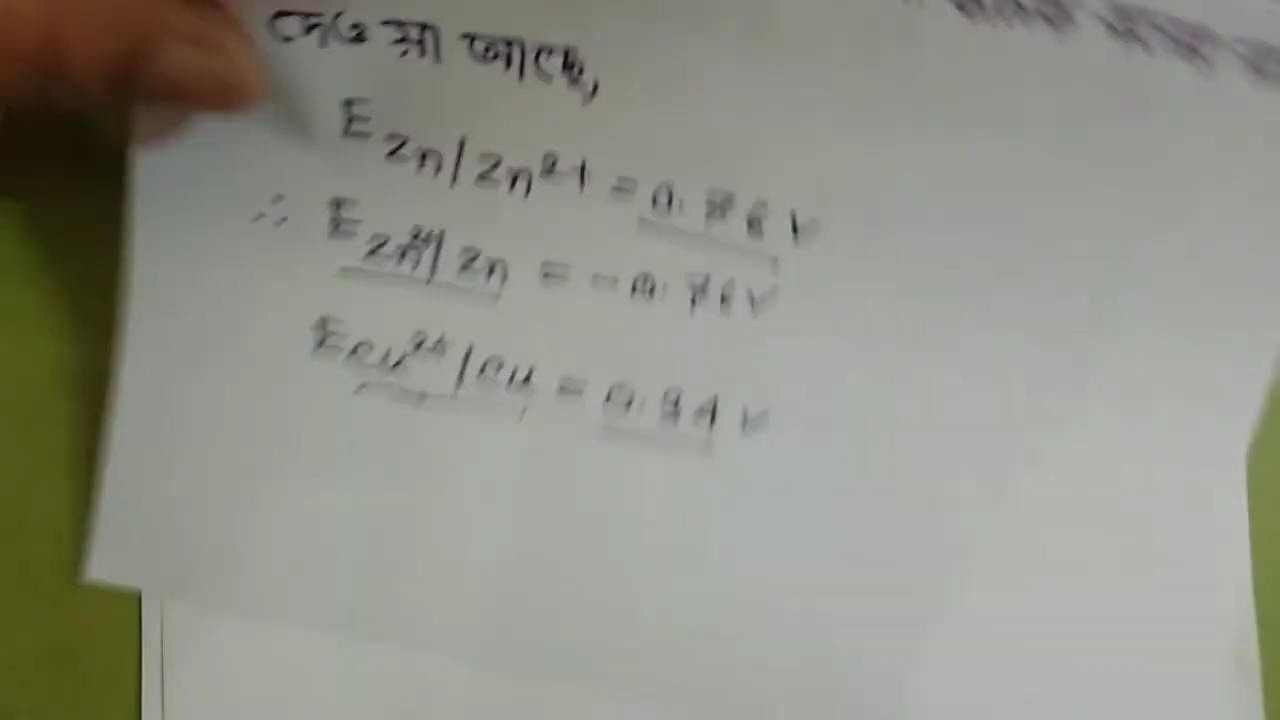 দেওয়া আছে,
E Zn/Zn²⁺ = 0.76 V
∴ E Zn²⁺/Zn = -0.76 V
E Cu²⁺/Cu = 0.34 V